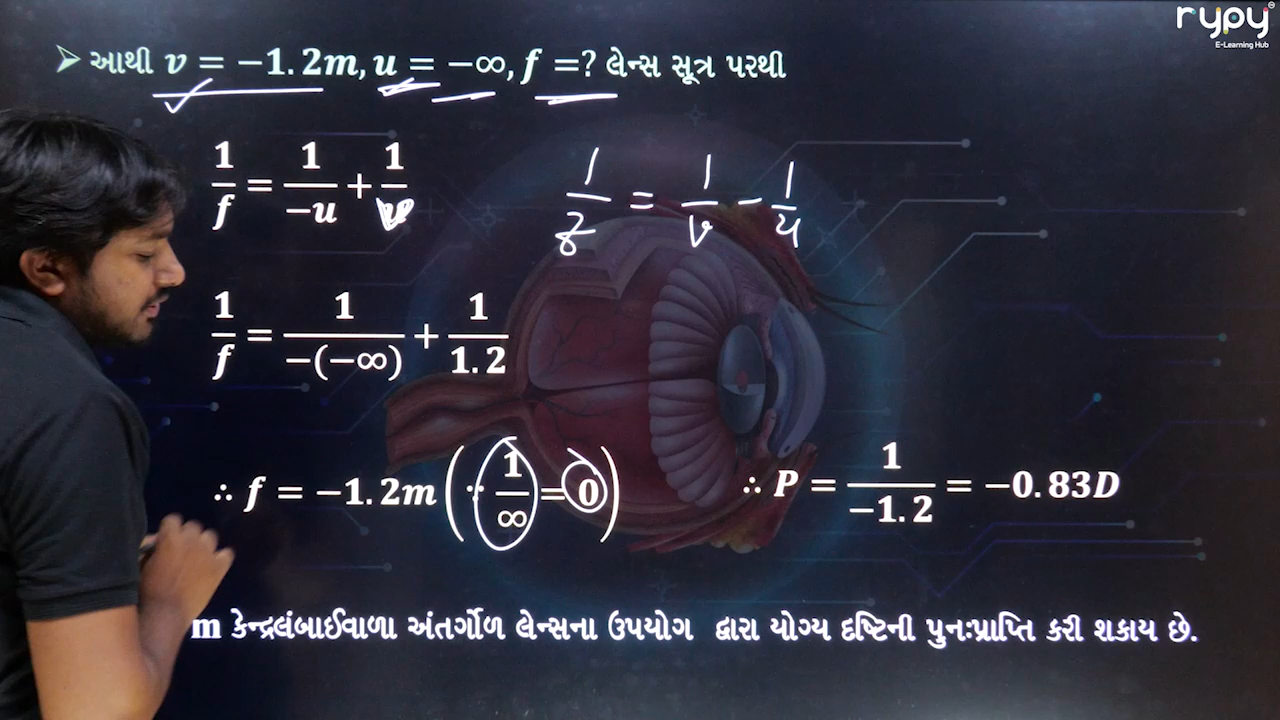 rypy
E-Learning Hub
➤ આથી v = −1.2m, u = −∞, f =? લેન્સ સૂત્ર પરથી
1/f = 1/−u + 1/v
1/f = 1/v − 1/u
1/f = 1/−(−∞) + 1/1.2
∴ f = −1.2m (∵ 1/∞ = 0)
∴ P = 1/−1.2 = −0.83D
m કેન્દ્રલંબાઈવાળા અંતર્ગોળ લેન્સના ઉપયોગ દ્વારા યોગ્ય દષ્ટિની પુનઃપ્રાપ્તિ કરી શકાય છે.